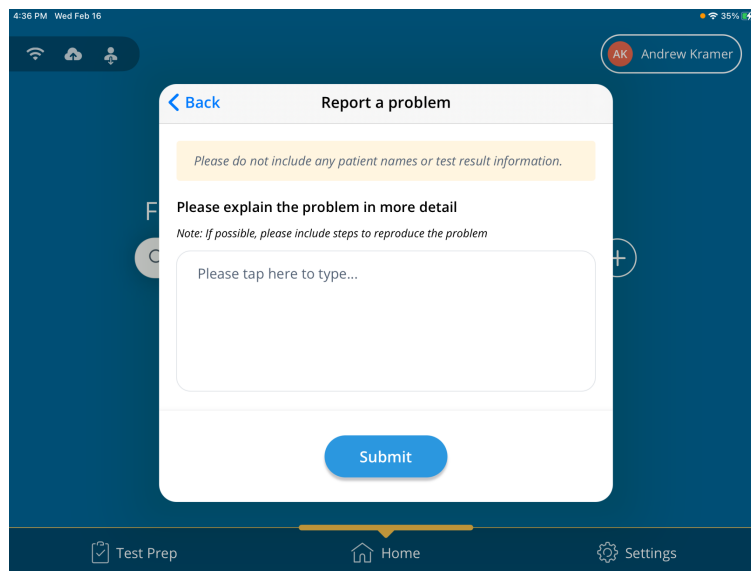 4:36 PM Wed Feb 16
35%
AK Andrew Kramer
Back Report a problem
Please do not include any patient names or test result information.
F
Please explain the problem in more detail
Note: If possible, please include steps to reproduce the problem
Please tap here to type...
Submit
Test Prep Home Settings